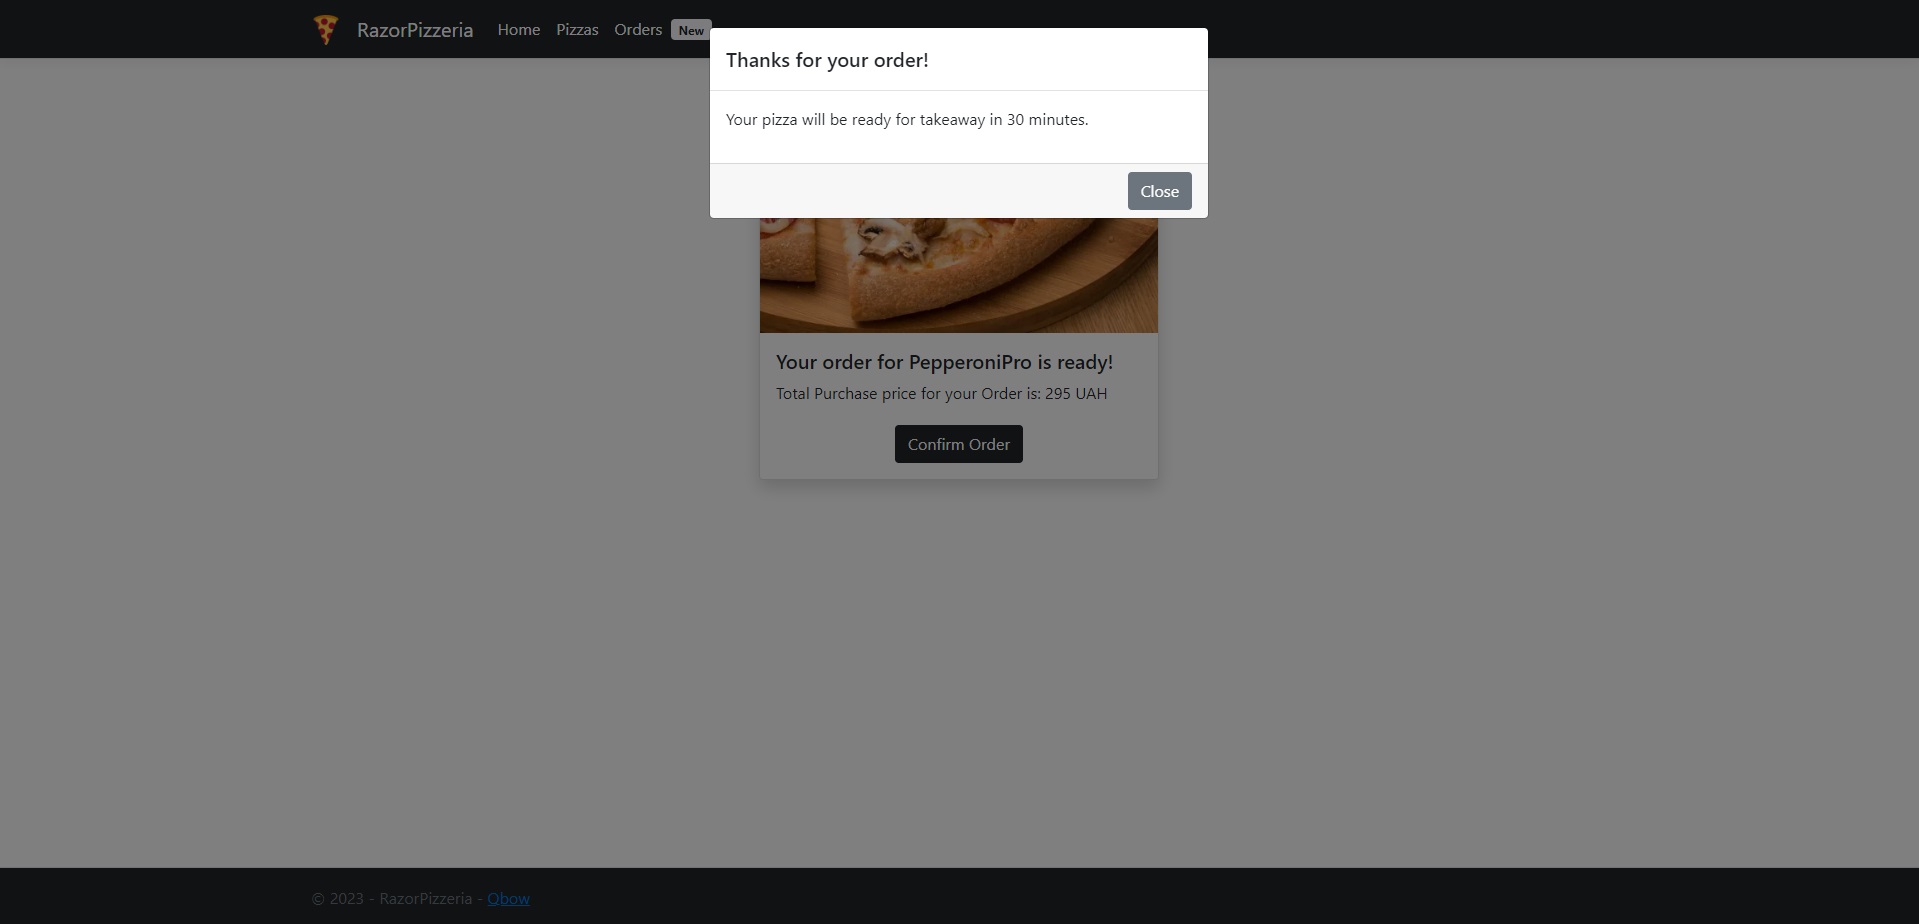 RazorPizzeria Home Pizzas Orders New
Thanks for your order!
Your pizza will be ready for takeaway in 30 minutes.
Close
Your order for PepperoniPro is ready!
Total Purchase price for your Order is: 295 UAH
Confirm Order
© 2023 - RazorPizzeria - Qbow